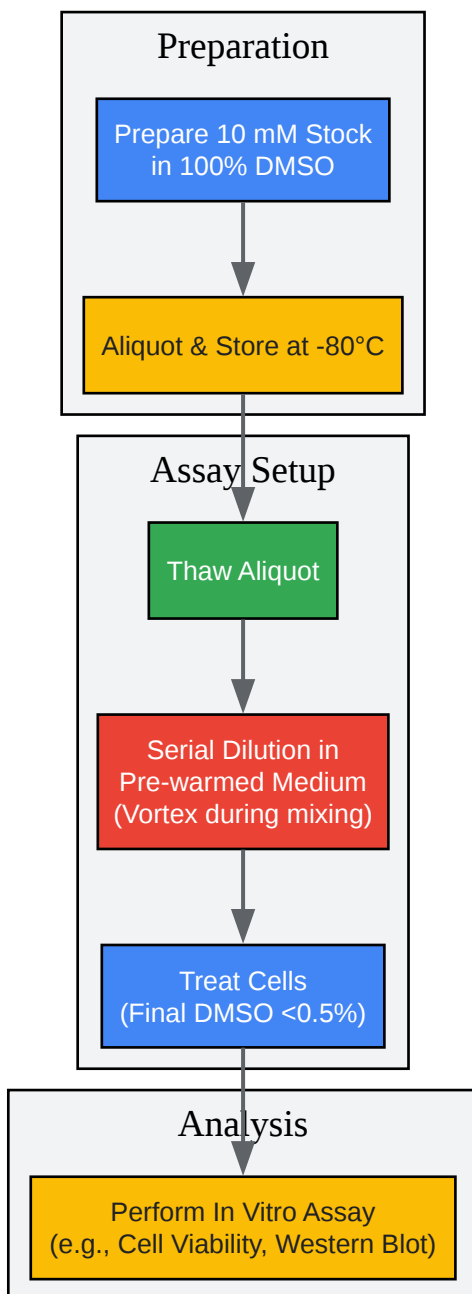 Preparation
Prepare 10 mM Stock
in 100% DMSO
Aliquot & Store at -80°C
Assay Setup
Thaw Aliquot
Serial Dilution in
Pre-warmed Medium
(Vortex during mixing)
Treat Cells
(Final DMSO <0.5%)
Analysis
Perform In Vitro Assay
(e.g., Cell Viability, Western Blot)